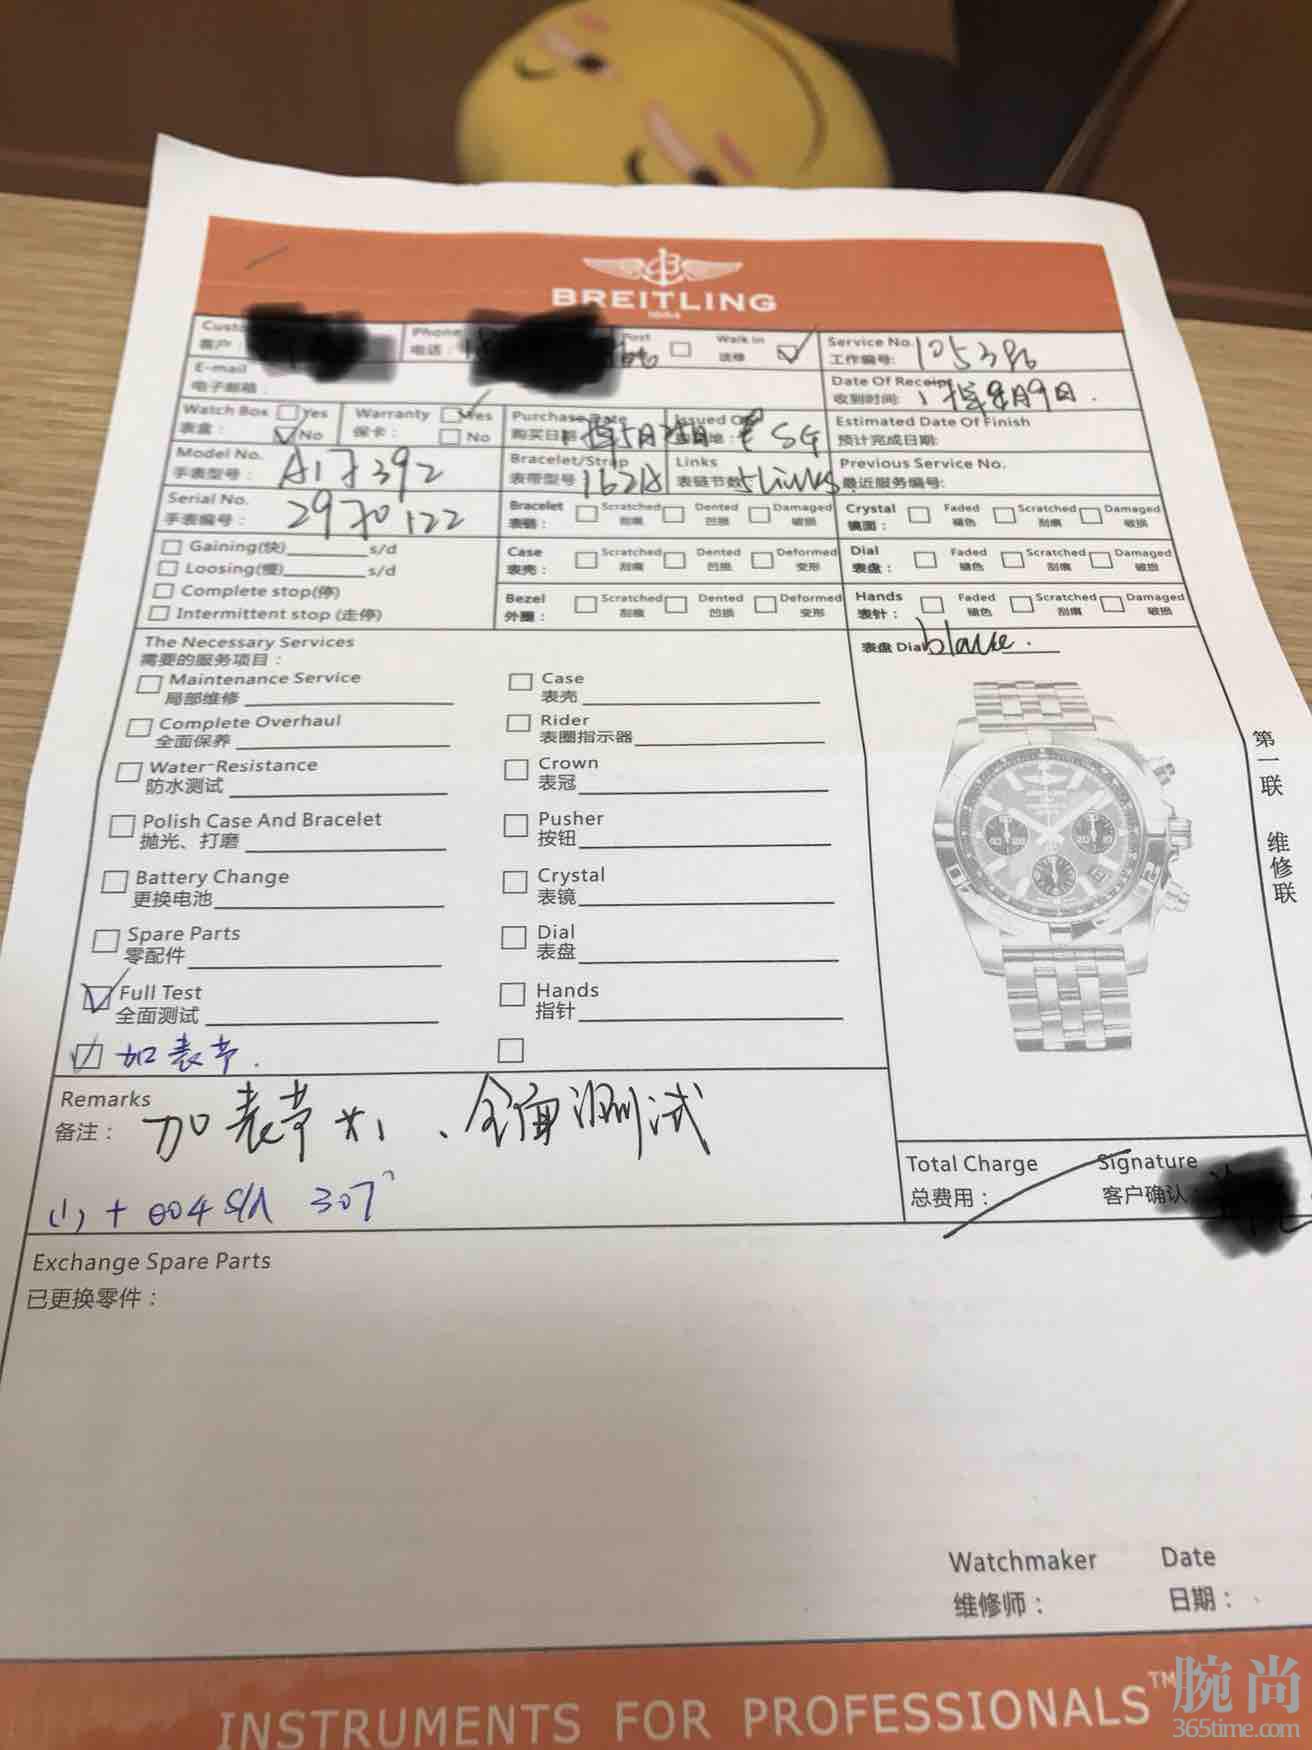 BREITLING
1884
客户:
Phone
电话:
Post
Walk in
送修
Service No.
工作编号: 105386
E-mail
电子邮箱:
Date Of Receipt
收到时间: 8月9日.
Watch Box Yes
表盒: No
Warranty Yes
保卡: No
Purchase Date
购买日期
Issued
SG
Estimated Date Of Finish
预计完成日期:
Model No.
手表型号: A17392
Bracelet/Strap
表带型号 162A
Links
表链节数: 5Links
Previous Service No.
最近服务编号:
Serial No.
手表编号: 2970122
Bracelet Scratched Dented Damaged
表链: 刮痕 凹损 破损
Crystal Faded Scratched Damaged
镜面: 褪色 刮痕 破损
Gaining(快) s/d
Loosing(慢) s/d
Complete stop(停)
Intermittent stop (走停)
Case Scratched Dented Deformed
表壳: 刮痕 凹损 变形
Dial Faded Scratched Damaged
表盘: 褪色 刮痕 破损
Bezel Scratched Dented Deformed
外圈: 刮痕 凹损 变形
Hands Faded Scratched Damaged
表针: 褪色 刮痕 破损
The Necessary Services
需要的服务项目:
表盘 Dial
Maintenance Service
局部维修
Case
表壳
Complete Overhaul
全面保养
Rider
表圈指示器
Water-Resistance
防水测试
Crown
表冠
Polish Case And Bracelet
抛光、打磨
Pusher
按钮
Battery Change
更换电池
Crystal
表镜
Spare Parts
零配件
Dial
表盘
Full Test
全面测试
Hands
指针
加表节.
第一联 维修联
Remarks
备注: 加表节×1、全面测试
(1) + 004 S/d 307°
Total Charge
总费用:
Signature
客户确认:
Exchange Spare Parts
已更换零件:
Watchmaker
维修师:
Date
日期:
INSTRUMENTS FOR PROFESSIONALS™
腕尚
365time.com